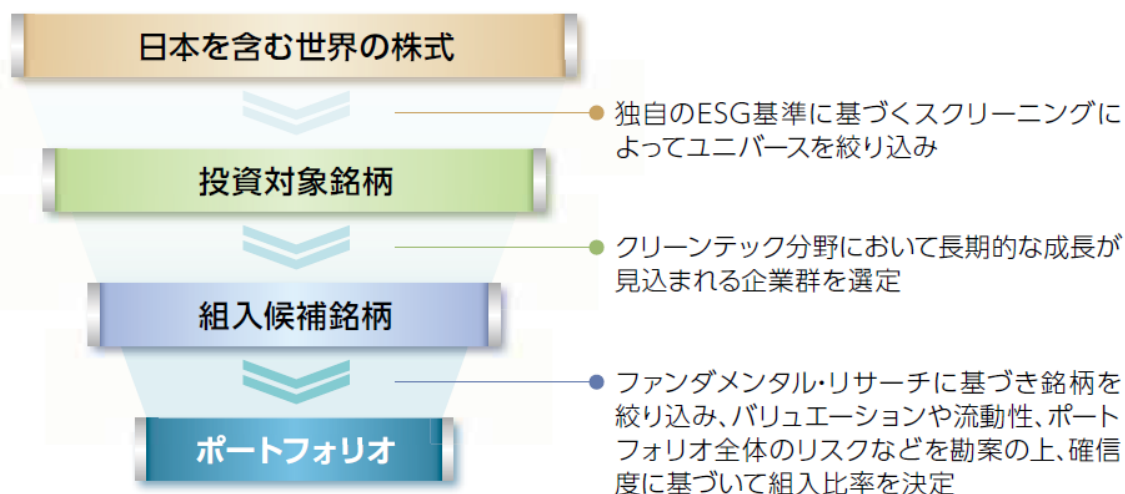 日本を含む世界の株式
独自のESG基準に基づくスクリーニングに
よってユニバースを絞り込み
投資対象銘柄
クリーンテック分野において長期的な成長が
見込まれる企業群を選定
組入候補銘柄
ファンダメンタル・リサーチに基づき銘柄を
絞り込み、バリュエーションや流動性、ポート
フォリオ全体のリスクなどを勘案の上、確信
度に基づいて組入比率を決定
ポートフォリオ